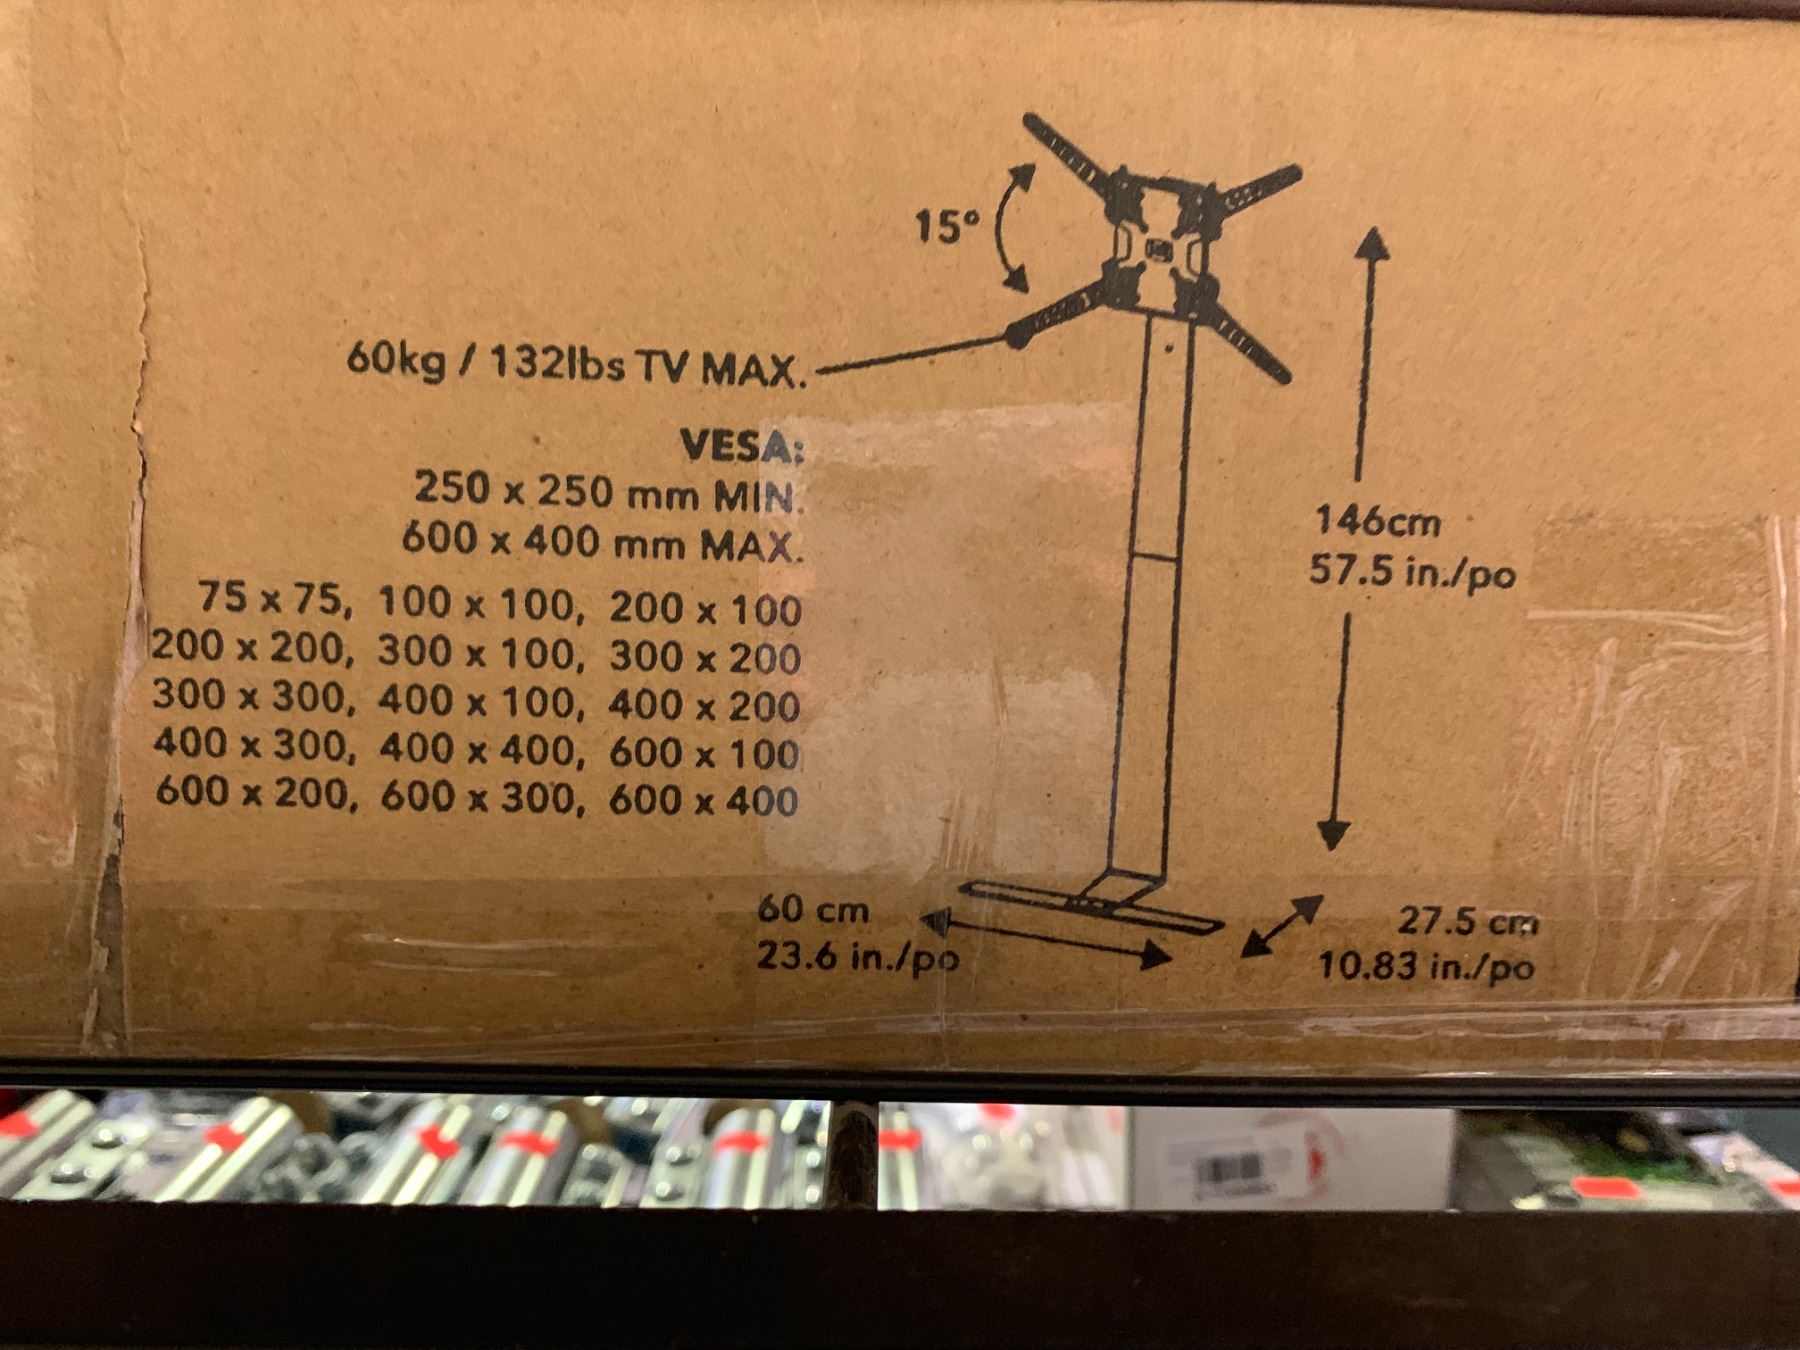 15°
60kg / 132lbs TV MAX.
VESA:
250 x 250 mm MIN.
600 x 400 mm MAX.
75 x 75, 100 x 100, 200 x 100
200 x 200, 300 x 100, 300 x 200
300 x 300, 400 x 100, 400 x 200
400 x 300, 400 x 400, 600 x 100
600 x 200, 600 x 300, 600 x 400
146cm
57.5 in./po
60 cm
23.6 in./po
27.5 cm
10.83 in./po